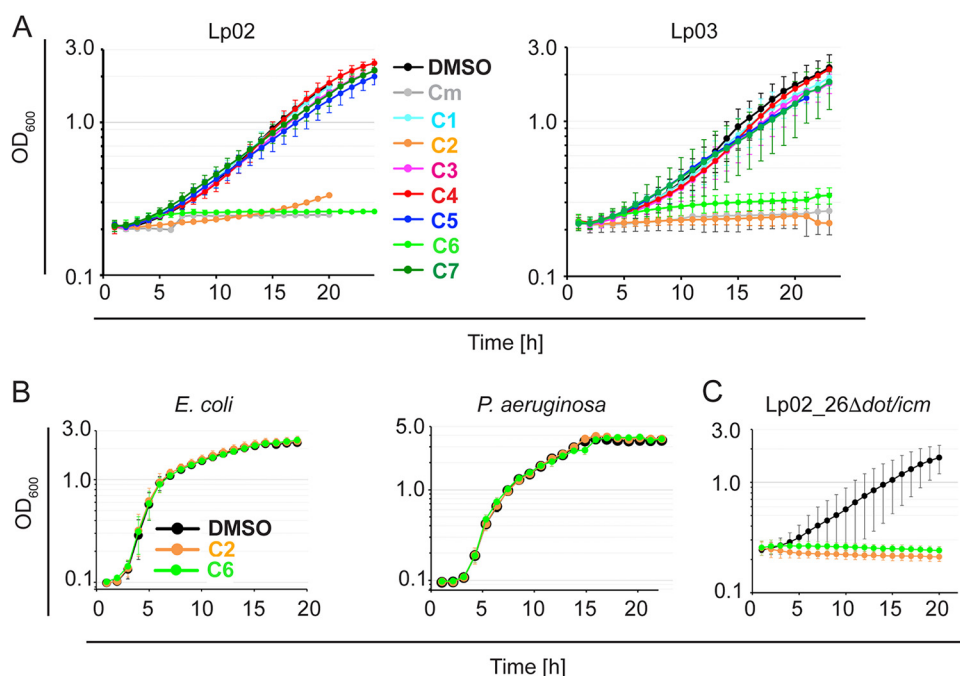 A
Lp02
Lp03
OD600
3.0
1.0
0.1
0 5 10 15 20
DMSO
Cm
C1
C2
C3
C4
C5
C6
C7
3.0
1.0
0.1
0 5 10 15 20
Time [h]
B
E. coli
P. aeruginosa
OD600
3.0
1.0
0.1
0 5 10 15 20
DMSO
C2
C6
5.0
1.0
0.1
0 5 10 15 20
C
Lp02_26Δdot/icm
3.0
1.0
0.1
0 5 10 15 20
Time [h]